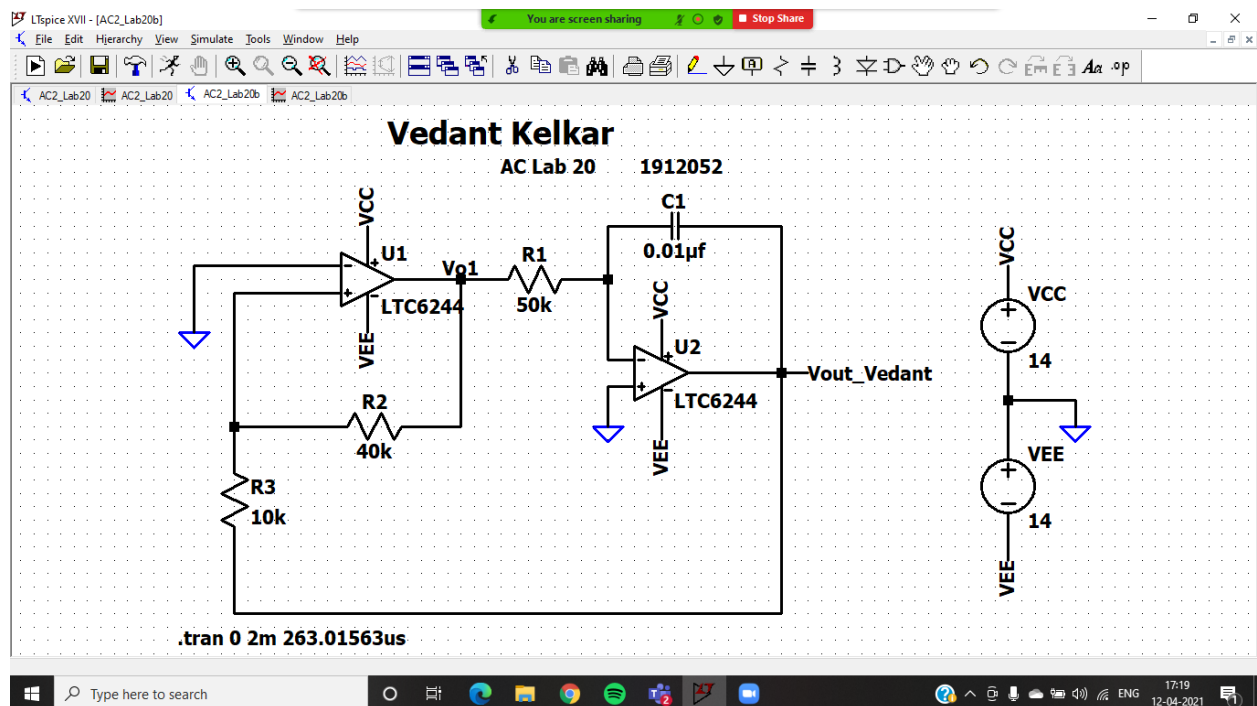 LTspice XVII - [AC2_Lab20b]
You are screen sharing
Stop Share
File Edit Hierarchy View Simulate Tools Window Help
Aa .op
AC2_Lab20 AC2_Lab20 AC2_Lab20b AC2_Lab20b
Vedant Kelkar
AC Lab 20 1912052
VCC
U1
LTC6244
VEE
Vo1
R1
50k
C1
0.01µf
VCC
U2
LTC6244
VEE
Vout_Vedant
R2
40k
R3
10k
VCC
VCC
14
VEE
14
VEE
.tran 0 2m 263.01563us
Type here to search
ENG
17:19
12-04-2021